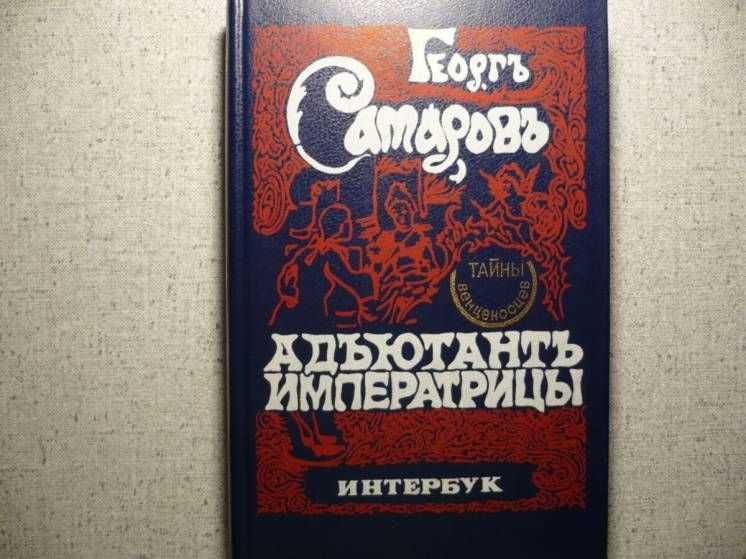 Георгъ
Самаровъ
ТАЙНЫ
венценосцев
АДЪЮТАНТЪ
ИМПЕРАТРИЦЫ
ИНТЕРБУК